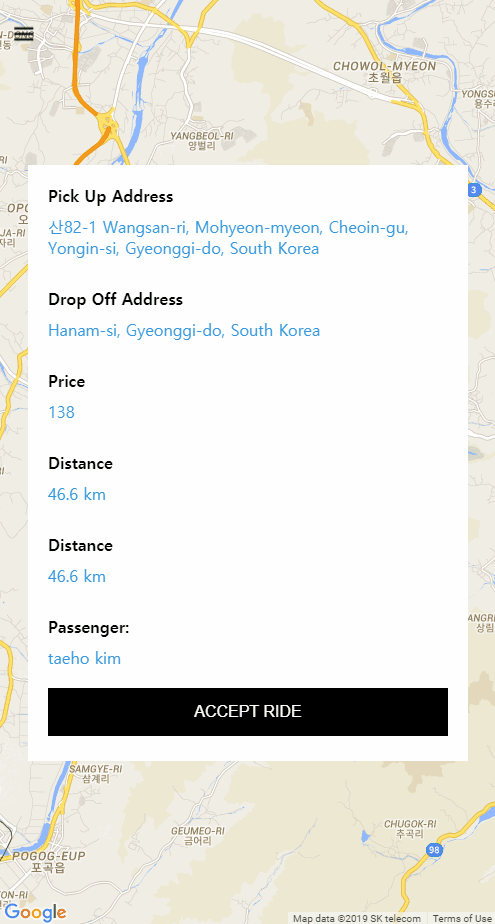 CHOWOL-MYEON
초월읍
YANGBEOL-RI
양벌리
3
Pick Up Address
산82-1 Wangsan-ri, Mohyeon-myeon, Cheoin-gu,
Yongin-si, Gyeonggi-do, South Korea
Drop Off Address
Hanam-si, Gyeonggi-do, South Korea
Price
138
Distance
46.6 km
Distance
46.6 km
Passenger:
taeho kim
ACCEPT RIDE
SAMGYE-RI
삼계리
GEUMEO-RI
금어리
CHUGOK-RI
추곡리
98
POGOG-EUP
포곡읍
Google
Map data ©2019 SK telecom
Terms of Use